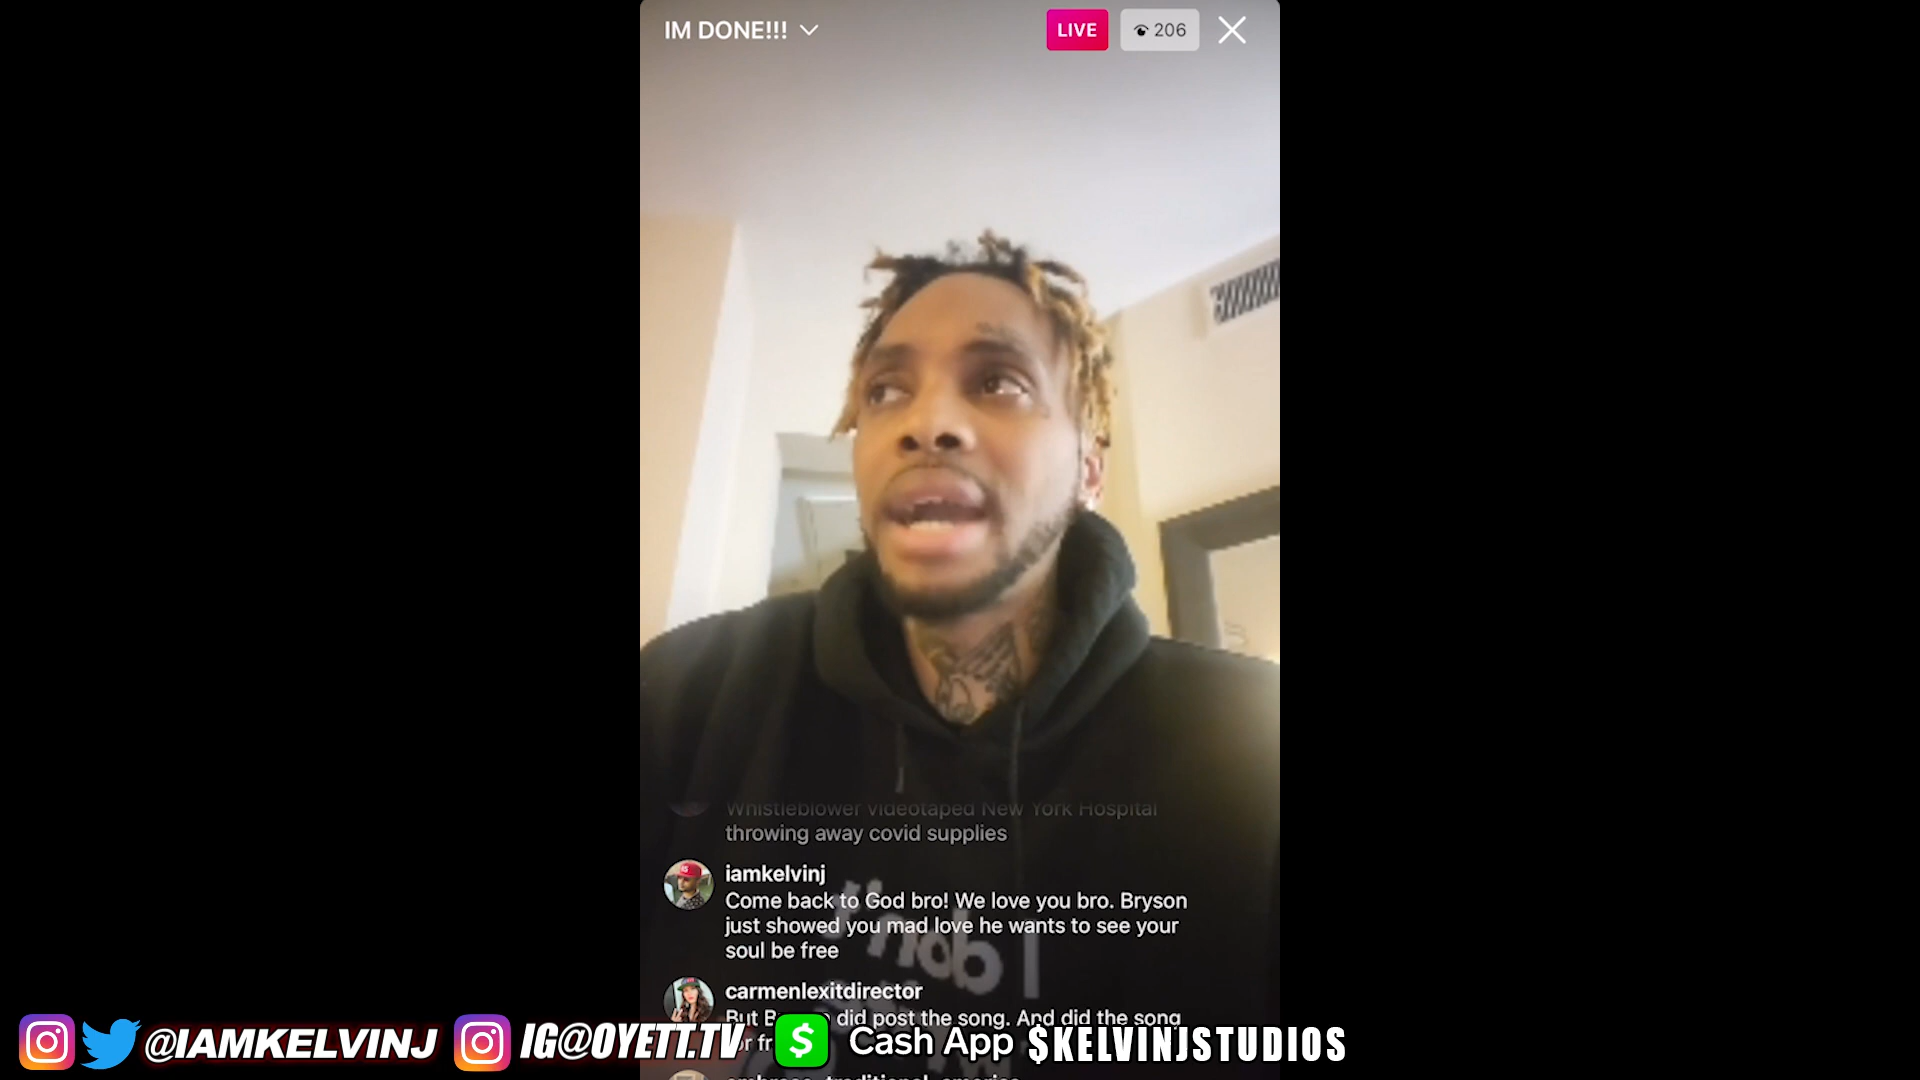 IM DONE!!!
LIVE
206
Whistleblower videotaped New York Hospital
throwing away covid supplies
iamkelvinj
Come back to God bro! We love you bro. Bryson
just showed you mad love he wants to see your
soul be free
carmenlexitdirector
But did post the song. And did the song
@IAMKELVINJ
IG@OYETT.TV
$ Cash App $KELVINJSTUDIOS